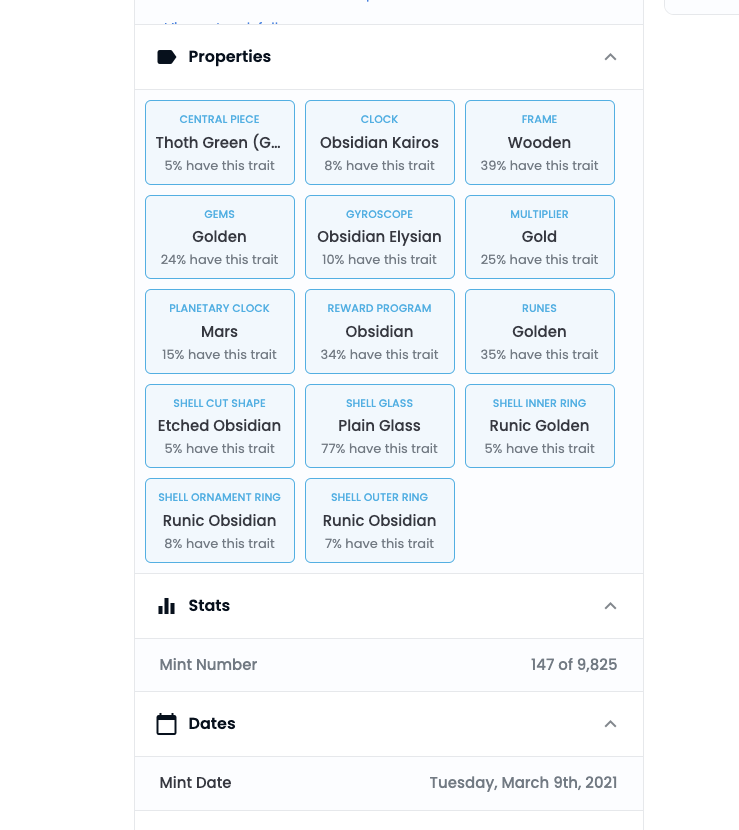 Properties
CENTRAL PIECE
Thoth Green (G...
5% have this trait
CLOCK
Obsidian Kairos
8% have this trait
FRAME
Wooden
39% have this trait
GEMS
Golden
24% have this trait
GYROSCOPE
Obsidian Elysian
10% have this trait
MULTIPLIER
Gold
25% have this trait
PLANETARY CLOCK
Mars
15% have this trait
REWARD PROGRAM
Obsidian
34% have this trait
RUNES
Golden
35% have this trait
SHELL CUT SHAPE
Etched Obsidian
5% have this trait
SHELL GLASS
Plain Glass
77% have this trait
SHELL INNER RING
Runic Golden
5% have this trait
SHELL ORNAMENT RING
Runic Obsidian
8% have this trait
SHELL OUTER RING
Runic Obsidian
7% have this trait
Stats
Mint Number 147 of 9,825
Dates
Mint Date Tuesday, March 9th, 2021